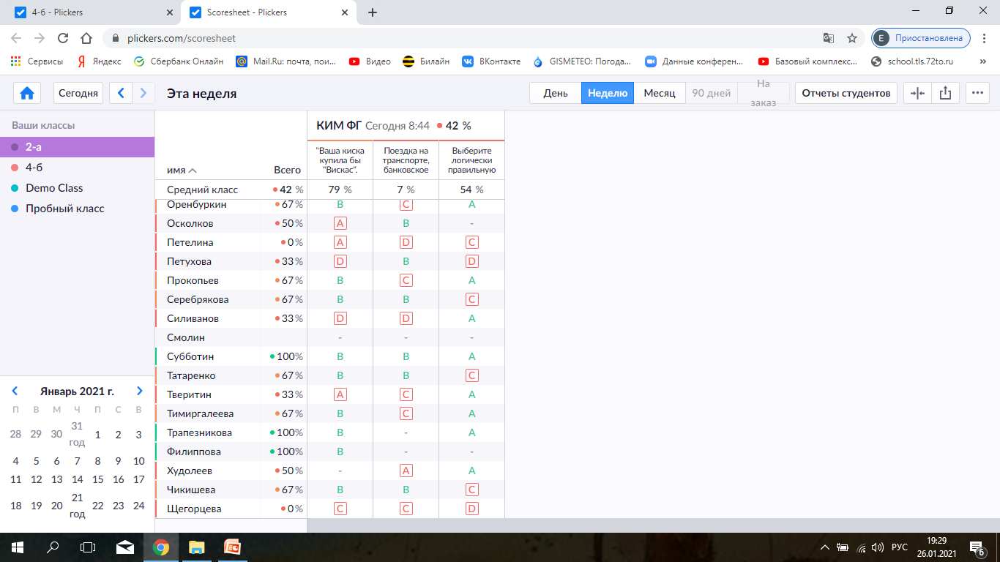 4-б - Plickers
Scoresheet - Plickers
plickers.com/scoresheet
E Приостановлена
Сервисы
Яндекс
Сбербанк Онлайн
Mail.Ru: почта, пои...
Видео
Билайн
ВКонтакте
GISMETEO: Погода...
Данные конферен...
Базовый комплекс...
school.tls.72to.ru
»
Сегодня
Эта неделя
День
Неделю
Месяц
90 дней
На
заказ
Отчеты студентов
Ваши классы
2-а
4-б
Demo Class
Пробный класс
КИМ ФГ Сегодня 8:44 42 %
имя
Всего
"Ваша киска
купила бы
"Вискас".
Поездка на
транспорте,
банковское
Выберите
логически
правильную
Средний класс 42 % 79 % 7 % 54 %
Оренбуркин 67% B C A
Осколков 50% A B -
Петелина 0% A D C
Петухова 33% D B D
Прокопьев 67% B C A
Серебрякова 67% B B C
Силиванов 33% D D A
Смолин - - -
Субботин 100% B B A
Татаренко 67% B B C
Тверитин 33% A C A
Тимиргалеева 67% B C A
Трапезникова 100% B - A
Филиппова 100% B - -
Худолеев 50% - A A
Чикишева 67% B B C
Щегорцева 0% C C D
Январь 2021 г.
П В М Ч П С В
28 29 30 31 год 1 2 3
4 5 6 7 8 9 10
11 12 13 14 15 16 17
18 19 20 21 год 22 23 24
РУС
19:29
26.01.2021
6